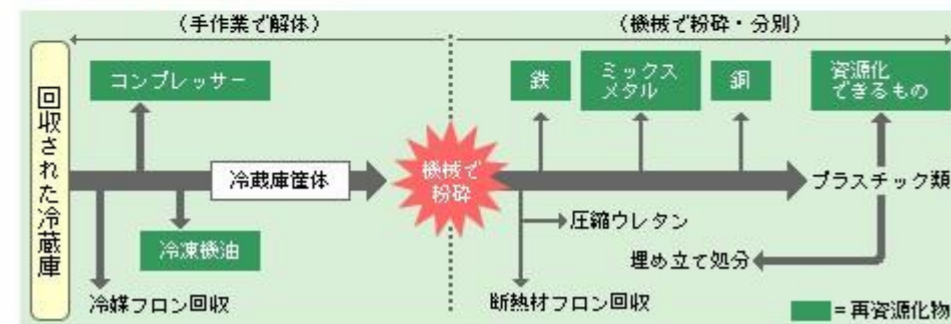 （手作業で解体）
（機械で粉砕・分別）
回収された冷蔵庫
コンプレッサー
冷蔵庫筐体
冷凍機油
冷媒フロン回収
機械で
粉砕
鉄
ミックス
メタル
銅
資源化
できるもの
プラスチック類
圧縮ウレタン
埋め立て処分
断熱材フロン回収
=再資源化物